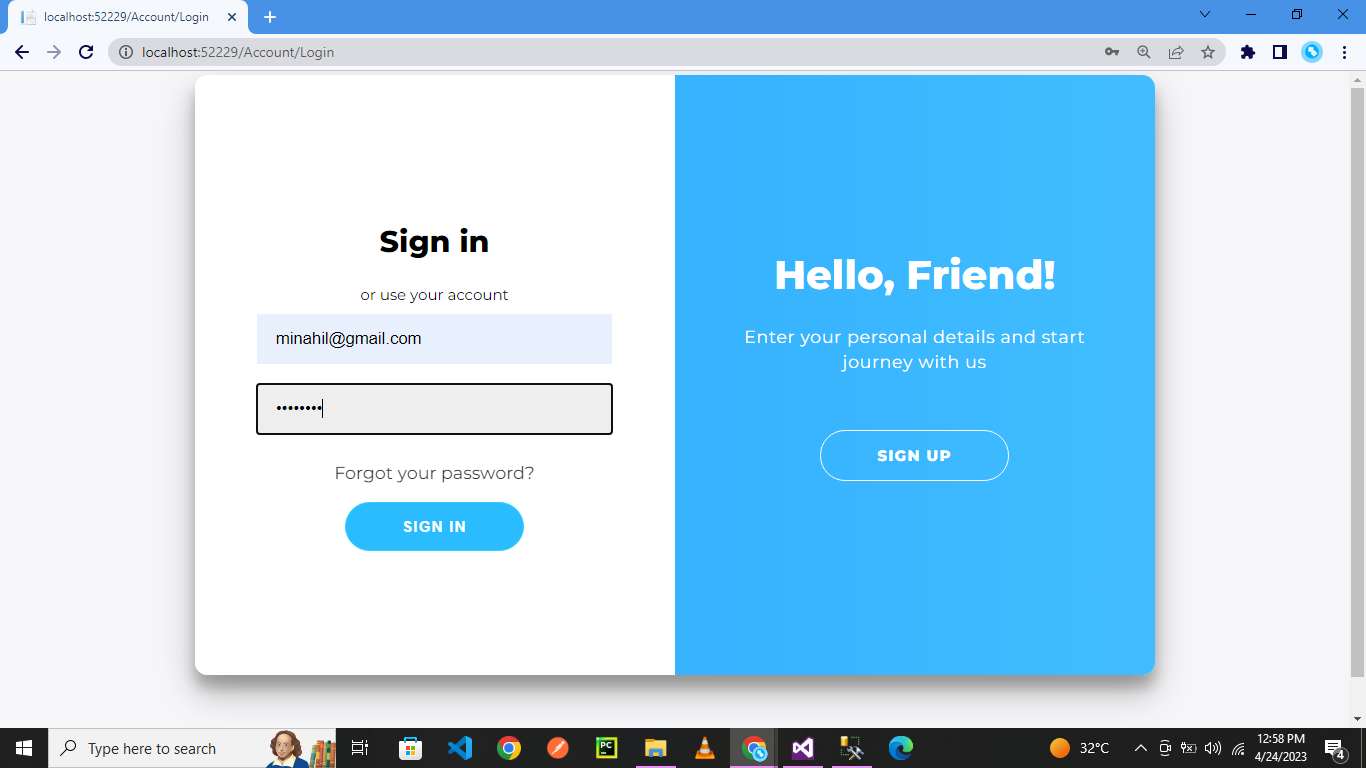 localhost:52229/Account/Login
localhost:52229/Account/Login
Sign in
or use your account
minahil@gmail.com
••••••••
Forgot your password?
SIGN IN
Hello, Friend!
Enter your personal details and start
journey with us
SIGN UP
Type here to search
PC
32°C
12:58 PM
4/24/2023
4